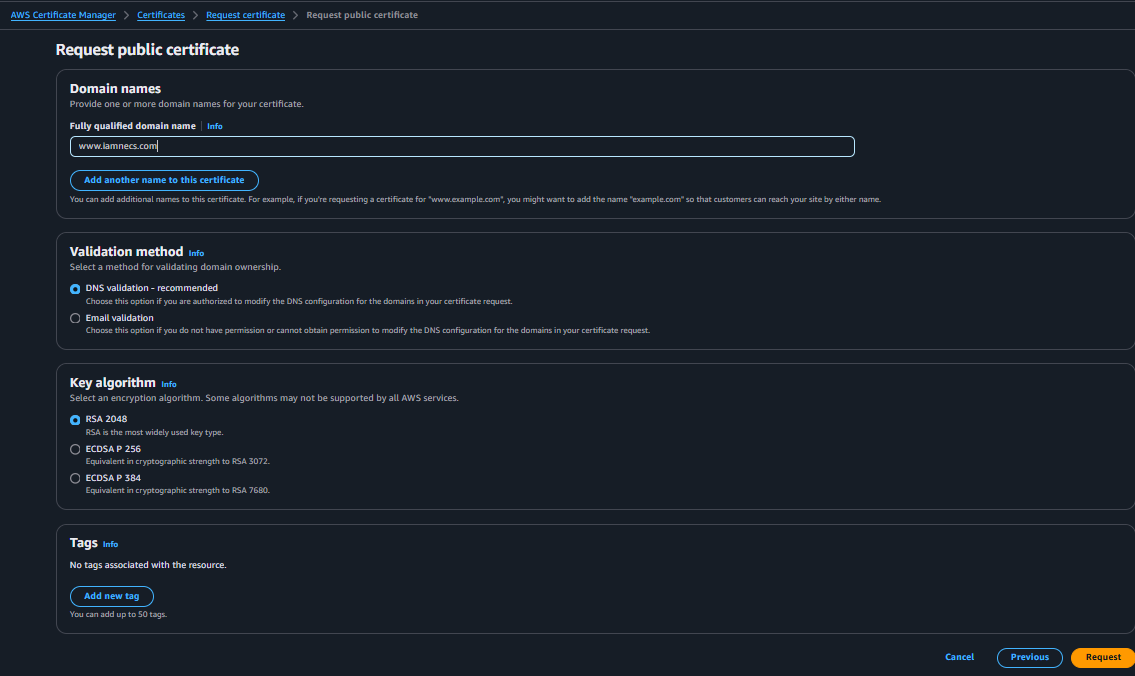 AWS Certificate Manager > Certificates > Request certificate > Request public certificate
Request public certificate
Domain names
Provide one or more domain names for your certificate.
Fully qualified domain name | Info
www.iamnecs.com
Add another name to this certificate
You can add additional names to this certificate. For example, if you're requesting a certificate for "www.example.com", you might want to add the name "example.com" so that customers can reach your site by either name.
Validation method Info
Select a method for validating domain ownership.
DNS validation - recommended
Choose this option if you are authorized to modify the DNS configuration for the domains in your certificate request.
Email validation
Choose this option if you do not have permission or cannot obtain permission to modify the DNS configuration for the domains in your certificate request.
Key algorithm Info
Select an encryption algorithm. Some algorithms may not be supported by all AWS services.
RSA 2048
RSA is the most widely used key type.
ECDSA P 256
Equivalent in cryptographic strength to RSA 3072.
ECDSA P 384
Equivalent in cryptographic strength to RSA 7680.
Tags Info
No tags associated with the resource.
Add new tag
You can add up to 50 tags.
Cancel Previous Request